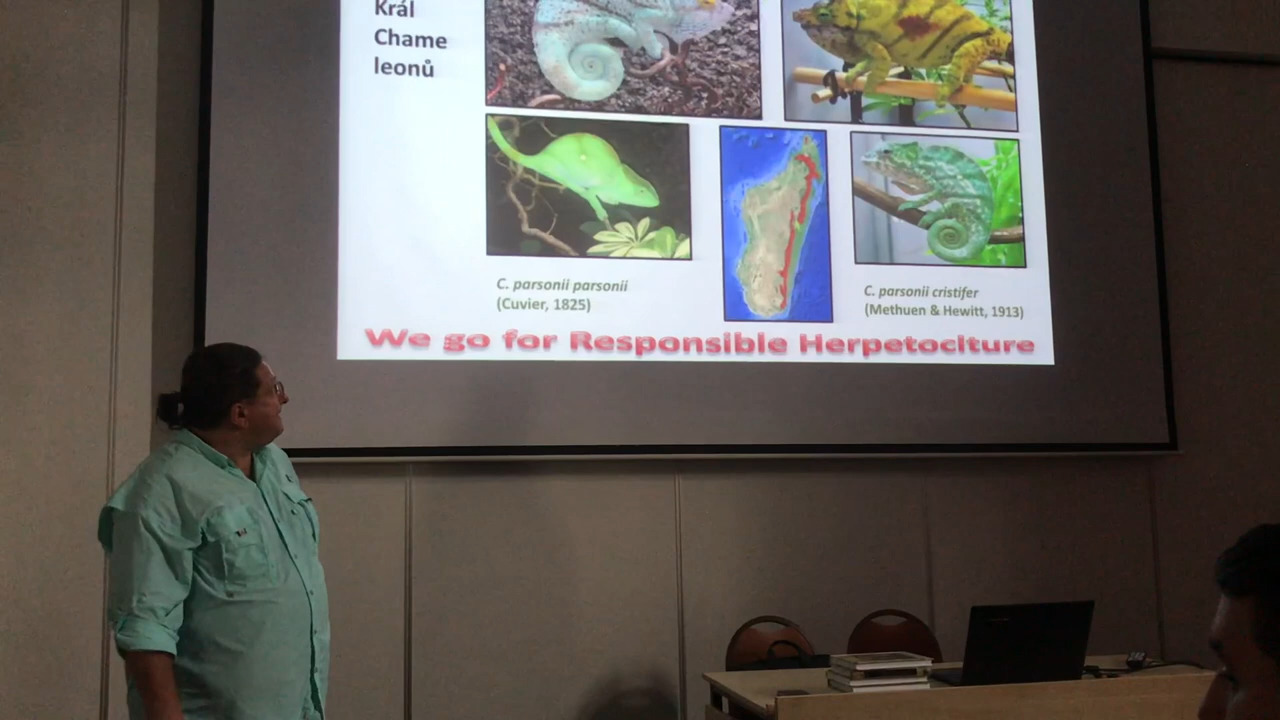 Král
Chame
leonů
C. parsonii parsonii
(Cuvier, 1825)
C. parsonii cristifer
(Methuen & Hewitt, 1913)
We go for Responsible Herpetoclture